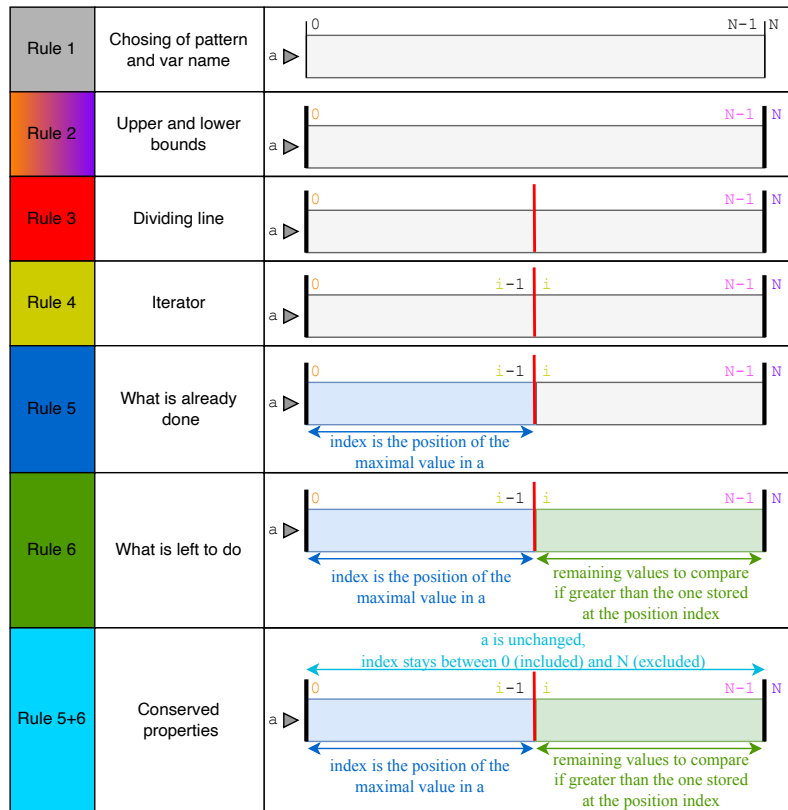 Rule 1
Chosing of pattern
and var name
0
N-1
N
a
Rule 2
Upper and lower
bounds
0
N-1
N
a
Rule 3
Dividing line
0
N-1
N
a
Rule 4
Iterator
0
i-1
i
N-1
N
a
Rule 5
What is already
done
0
i-1
i
N-1
N
a
index is the position of the
maximal value in a
Rule 6
What is left to do
0
i-1
i
N-1
N
a
index is the position of the
maximal value in a
remaining values to compare
if greater than the one stored
at the position index
Rule 5+6
Conserved
properties
a is unchanged,
index stays between 0 (included) and N (excluded)
0
i-1
i
N-1
N
a
index is the position of the
maximal value in a
remaining values to compare
if greater than the one stored
at the position index